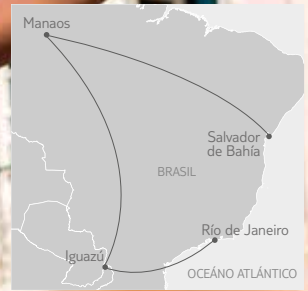 Manaos
Salvador
de Bahía
BRASIL
Río de Janeiro
Iguazú
OCEÁNO ATLÁNTICO